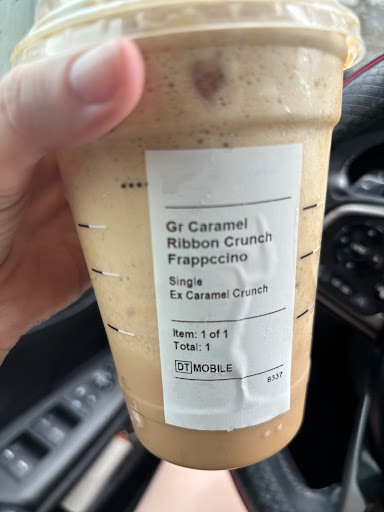 Gr Caramel
Ribbon Crunch
Frappccino
Single
Ex Caramel Crunch
Item: 1 of 1
Total: 1
DT MOBILE
8337